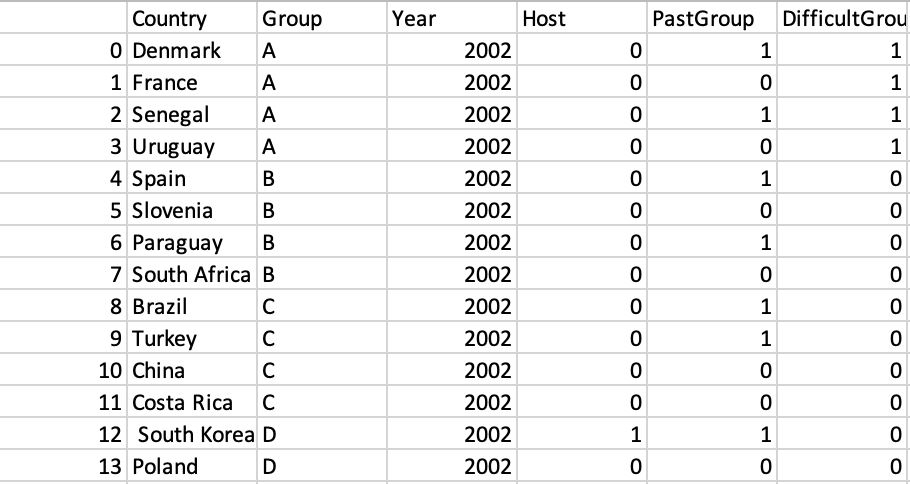 Country Group Year Host PastGroup DifficultGrou
0 Denmark A 2002 0 1 1
1 France A 2002 0 0 1
2 Senegal A 2002 0 1 1
3 Uruguay A 2002 0 0 1
4 Spain B 2002 0 1 0
5 Slovenia B 2002 0 0 0
6 Paraguay B 2002 0 1 0
7 South Africa B 2002 0 0 0
8 Brazil C 2002 0 1 0
9 Turkey C 2002 0 1 0
10 China C 2002 0 0 0
11 Costa Rica C 2002 0 0 0
12 South Korea D 2002 1 1 0
13 Poland D 2002 0 0 0